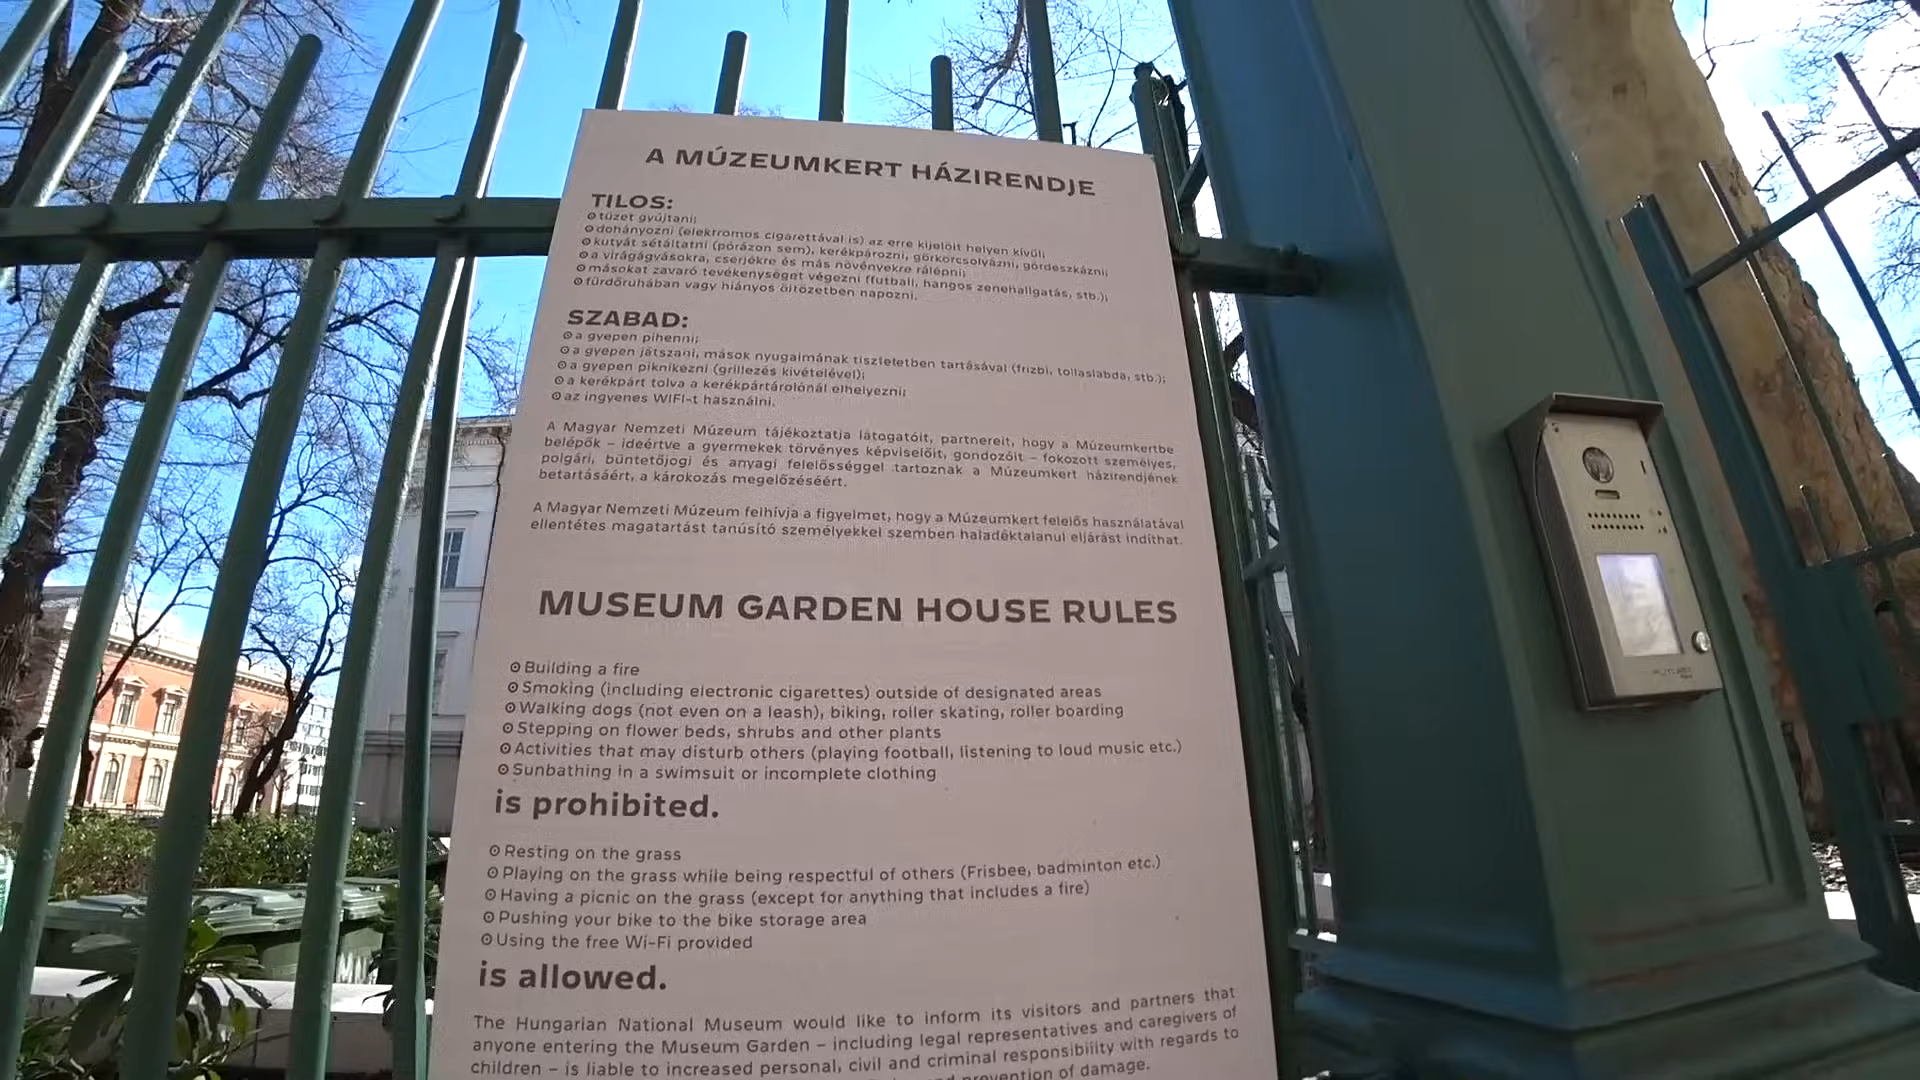 A MÚZEUMKERT HÁZIRENDJE
TILOS:
tüzet gyújtani;
dohányozni (elektromos cigarettával is) az erre kijelölt helyen kívül;
kutyát sétáltatni (pórázon sem), kerékpározni, görkorcsolyázni, gördeszkázni;
a virágágyásokra, cserjékre és más növényekre rálépni;
másokat zavaró tevékenységet végezni (futball, hangos zenehallgatás, stb.);
fürdőruhában vagy hiányos öltözetben napozni.
SZABAD:
a gyepen pihenni;
a gyepen játszani, mások nyugalmának tiszteletben tartásával (frizbi, tollaslabda, stb.);
a gyepen piknikezni (grillezés kivételével);
a kerékpárt tolva a kerékpártárolónál elhelyezni;
az ingyenes WIFI-t használni.
A Magyar Nemzeti Múzeum tájékoztatja látogatóit, partnereit, hogy a Múzeumkertbe
belépők – ideértve a gyermekek törvényes képviselőit, gondozóit – fokozott személyes,
polgári, büntetőjogi és anyagi felelősséggel tartoznak a Múzeumkert házirendjének
betartásáért, a károkozás megelőzéséért.
A Magyar Nemzeti Múzeum felhívja a figyelmet, hogy a Múzeumkert felelős használatával
ellentétes magatartást tanúsító személyekkel szemben haladéktalanul eljárást indíthat.
MUSEUM GARDEN HOUSE RULES
Building a fire
Smoking (including electronic cigarettes) outside of designated areas
Walking dogs (not even on a leash), biking, roller skating, roller boarding
Stepping on flower beds, shrubs and other plants
Activities that may disturb others (playing football, listening to loud music etc.)
Sunbathing in a swimsuit or incomplete clothing
is prohibited.
Resting on the grass
Playing on the grass while being respectful of others (Frisbee, badminton etc.)
Having a picnic on the grass (except for anything that includes a fire)
Pushing your bike to the bike storage area
Using the free Wi-Fi provided
is allowed.
The Hungarian National Museum would like to inform its visitors and partners that
anyone entering the Museum Garden – including legal representatives and caregivers of
children – is liable to increased personal, civil and criminal responsibility with regards to
prevention of damage.